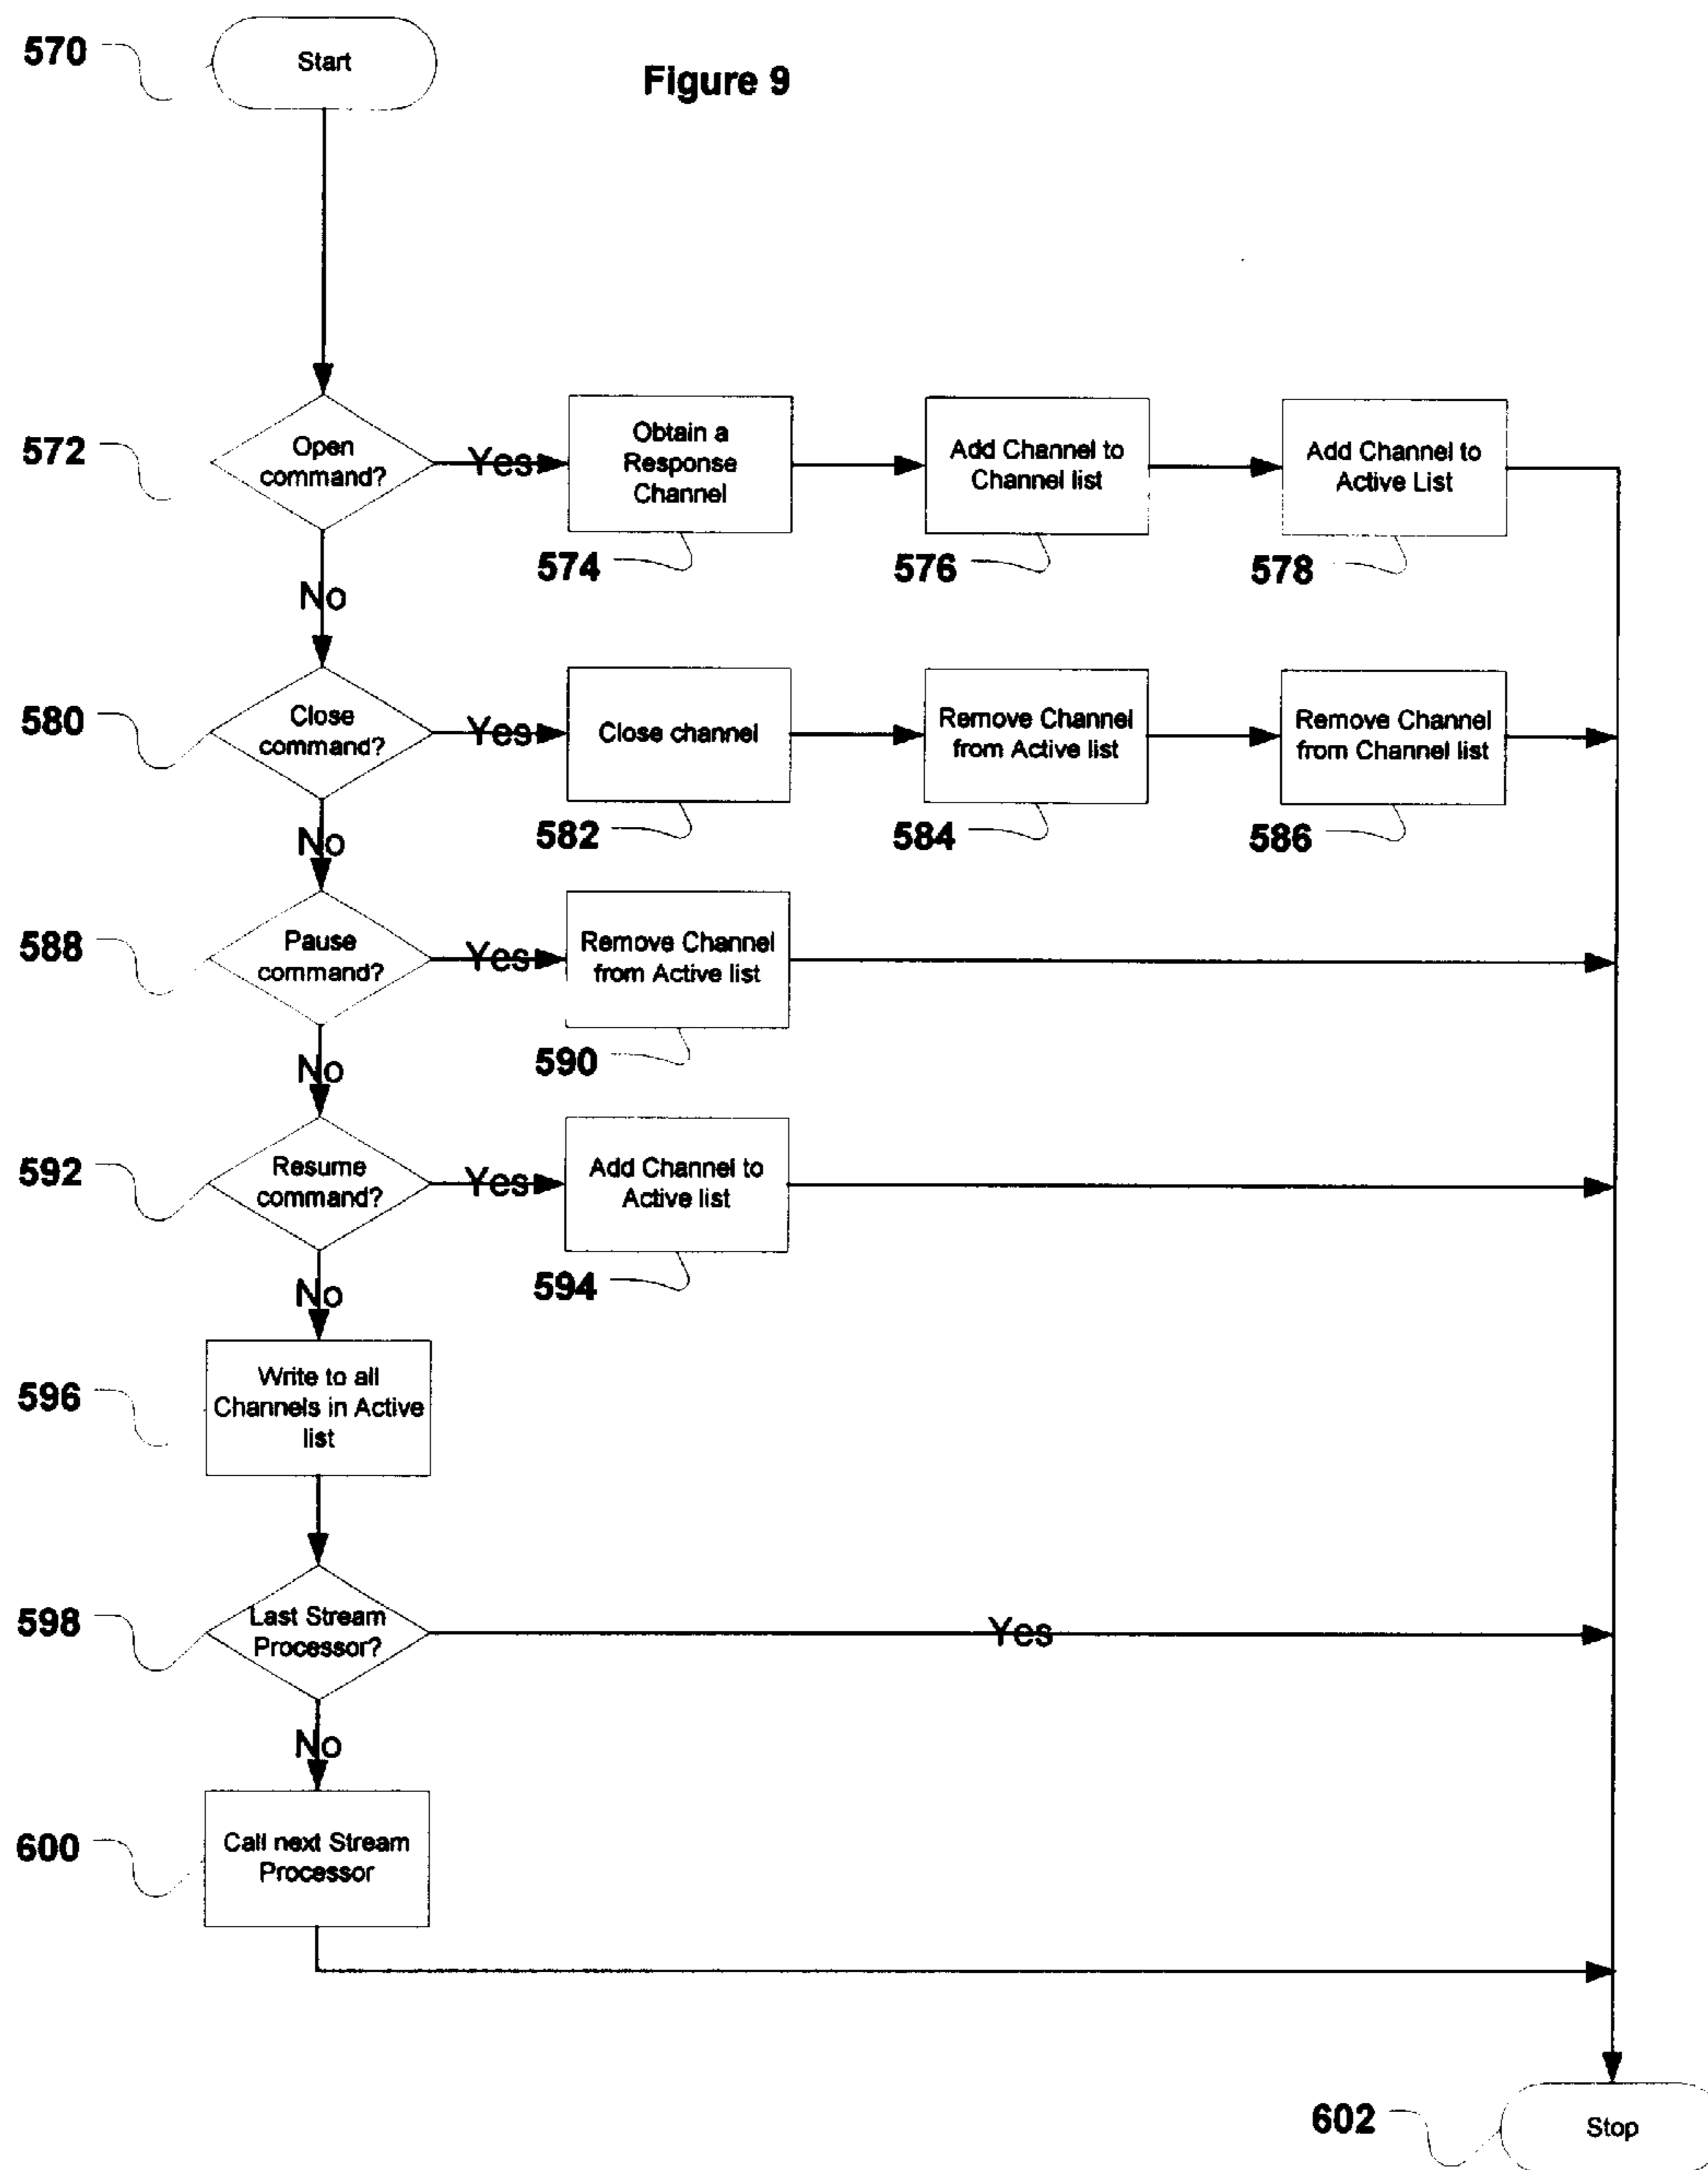 570
Start
Figure 9
572
Open
command?
Yes
Obtain a
Response
Channel
574
Add Channel to
Channel list
576
Add Channel to
Active List
578
No
580
Close
command?
Yes
Close channel
582
Remove Channel
from Active list
584
Remove Channel
from Channel list
586
No
588
Pause
command?
Yes
Remove Channel
from Active list
590
No
592
Resume
command?
Yes
Add Channel to
Active list
594
No
596
Write to all
Channels in Active
list
598
Last Stream
Processor?
Yes
No
600
Call next Stream
Processor
602
Stop